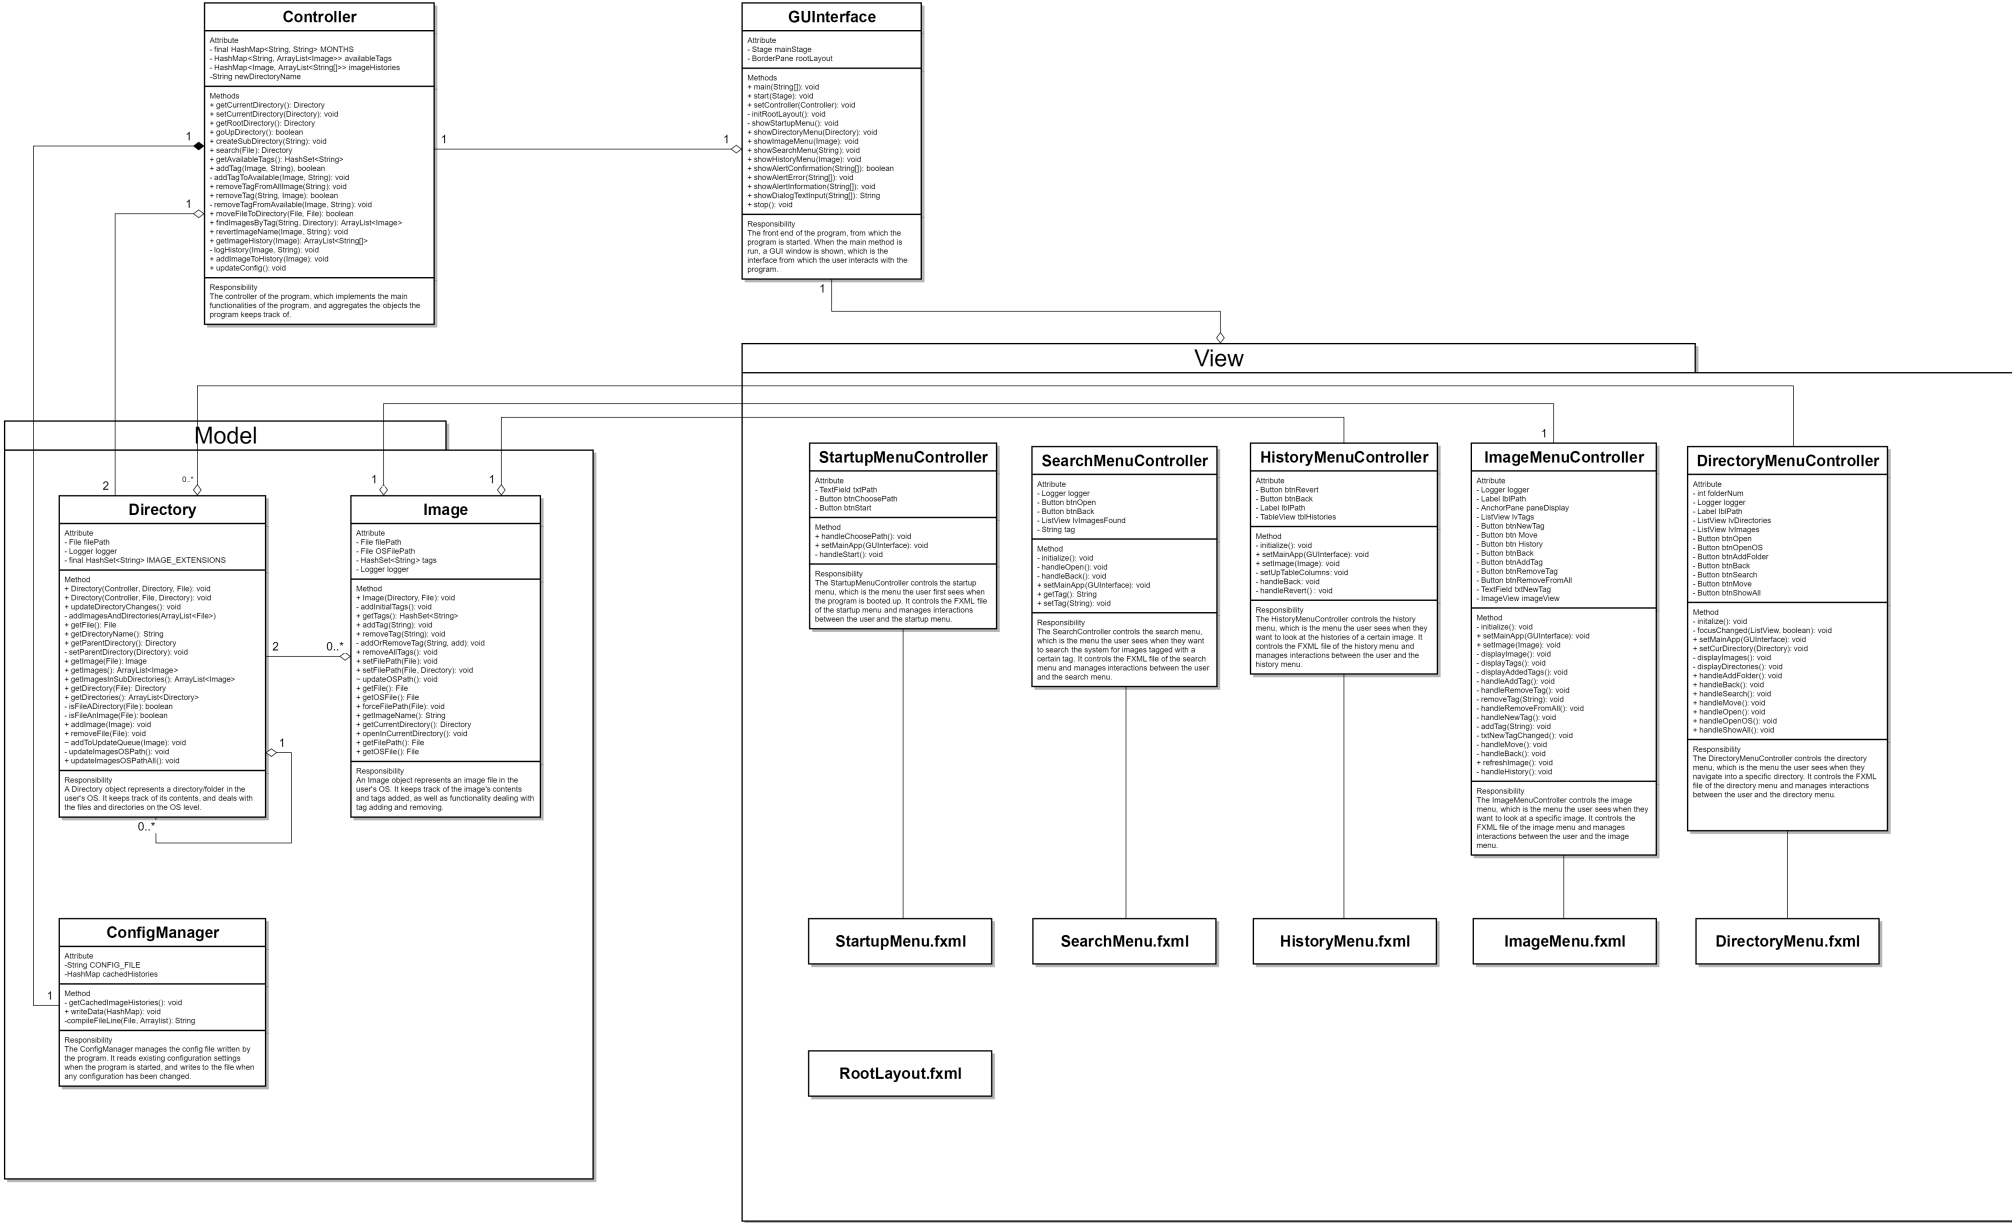 Controller
Attribute
- final HashMap<String, String> MONTHS
- HashMap<String, ArrayList<Image>> availableTags
- HashMap<Image, ArrayList<String[]>> imageHistories
-String newDirectoryName
Methods
+ getCurrentDirectory(): Directory
+ setCurrentDirectory(Directory): void
+ getRootDirectory(): Directory
+ goUpDirectory(): boolean
+ createSubDirectory(String): void
+ search(File): Directory
+ getAvailableTags(): HashSet<String>
+ addTag(Image, String), boolean
- addTagToAvailable(Image, String): void
+ removeTagFromAllImage(String): void
+ removeTag(String, Image): boolean
- removeTagFromAvailable(Image, String): void
+ moveFileToDirectory(File, File): boolean
+ findImagesByTag(String, Directory): ArrayList<Image>
+ revertImageName(Image, String): void
+ getImageHistory(Image): ArrayList<String[]>
- logHistory(Image, String): void
+ addImageToHistory(Image): void
+ updateConfig(): void
Responsibility
The controller of the program, which implements the main
functionalities of the program, and aggregates the objects the
program keeps track of.
1
1
1
1
GUInterface
Attribute
- Stage mainStage
- BorderPane rootLayout
Methods
+ main(String[]): void
+ start(Stage): void
+ setController(Controller): void
- initRootLayout(): void
- showStartupMenu(): void
+ showDirectoryMenu(Directory): void
+ showImageMenu(Image): void
+ showSearchMenu(String): void
+ showHistoryMenu(Image): void
+ showAlertConfirmation(String[]): boolean
+ showAlertError(String[]): void
+ showAlertInformation(String[]): void
+ showDialogTextInput(String[]): String
+ stop(): void
Responsibility
The front end of the program, from which the
program is started. When the main method is
run, a GUI window is shown, which is the
interface from which the user interacts with the
program.
1
Model
2
0..*
1
1
Directory
Attribute
- File filePath
- Logger logger
- final HashSet<String> IMAGE_EXTENSIONS
Method
+ Directory(Controller, Directory, File): void
+ Directory(Controller, File, Directory): void
+ updateDirectoryChanges(): void
- addImagesAndDirectories(ArrayList<File>)
+ getFile(): File
+ getDirectoryName(): String
+ getParentDirectory(): Directory
- setParentDirectory(Directory): void
+ getImage(File): Image
+ getImages(): ArrayList<Image>
+ getImagesInSubDirectories(): ArrayList<Image>
+ getDirectory(File): Directory
+ getDirectories(): ArrayList<Directory>
- isFileADirectory(File): boolean
- isFileAnImage(File): boolean
+ addImage(Image): void
+ removeFile(File): void
~ addToUpdateQueue(Image): void
- updateImagesOSPath(): void
+ updateImagesOSPathAll(): void
Responsibility
A Directory object represents a directory/folder in the
user's OS. It keeps track of its contents, and deals with
the files and directories on the OS level.
2
0..*
1
0..*
Image
Attribute
- File filePath
- File OSFilePath
- HashSet<String> tags
- Logger logger
Method
+ Image(Directory, File): void
- addInitialTags(): void
+ getTags(): HashSet<String>
+ addTag(String): void
+ removeTag(String): void
- addOrRemoveTag(String, add): void
+ removeAllTags(): void
+ setFilePath(File): void
+ setFilePath(File, Directory): void
~ updateOSPath(): void
+ getFile(): File
+ getOSFile(): File
+ forceFilePath(File): void
+ getImageName(): String
+ getCurrentDirectory(): Directory
+ openInCurrentDirectory(): void
+ getFilePath(): File
+ getOSFile(): File
Responsibility
An Image object represents an image file in the
user's OS. It keeps track of the image's contents
and tags added, as well as functionality dealing with
tag adding and removing.
1
ConfigManager
Attribute
-String CONFIG_FILE
-HashMap cachedHistories
Method
- getCachedImageHistories(): void
+ writeData(HashMap): void
-compileFileLine(File, Arraylist): String
Responsibility
The ConfigManager manages the config file written by
the program. It reads existing configuration settings
when the program is started, and writes to the file when
any configuration has been changed.
View
StartupMenuController
Attribute
- TextField txtPath
- Button btnChoosePath
- Button btnStart
Method
+ handleChoosePath(): void
+ setMainApp(GUInterface): void
- handleStart(): void
Responsibility
The StartupMenuController controls the startup
menu, which is the menu the user first sees when
the program is booted up. It controls the FXML file
of the startup menu and manages interactions
between the user and the startup menu.
SearchMenuController
Attribute
- Logger logger
- Button btnOpen
- Button btnBack
- ListView lvImagesFound
- String tag
Method
- initialize(): void
- handleOpen(): void
- handleBack(): void
+ setMainApp(GUInterface): void
+ getTag(): String
+ setTag(String): void
Responsibility
The SearchController controls the search menu,
which is the menu the user sees when they want
to search the system for images tagged with a
certain tag. It controls the FXML file of the search
menu and manages interactions between the user
and the search menu.
HistoryMenuController
Attribute
- Button btnRevert
- Button btnBack
- Label lblPath
- TableView tblHistories
Method
- initialize(): void
+ setMainApp(GUInterface): void
+ setImage(Image): void
- setUpTableColumns: void
- handleBack: void
- handleRevert() : void
Responsibility
The HistoryMenuController controls the history
menu, which is the menu the user sees when they
want to look at the histories of a certain image. It
controls the FXML file of the history menu and
manages interactions between the user and the
history menu.
1
ImageMenuController
Attribute
- Logger logger
- Label lblPath
- AnchorPane paneDisplay
- ListView lvTags
- Button btnNewTag
- Button btn Move
- Button btn History
- Button btnBack
- Button btnAddTag
- Button btnRemoveTag
- Button btnRemoveFromAll
- TextField txtNewTag
- ImageView imageView
Method
- initialize(): void
+ setMainApp(GUInterface): void
+ setImage(Image): void
- displayImage(): void
- displayTags(): void
- displayAddedTags(): void
- handleAddTag(): void
- handleRemoveTag(): void
- removeTag(String): void
- handleRemoveFromAll(): void
- handleNewTag(): void
- addTag(String): void
- txtNewTagChanged(): void
- handleMove(): void
- handleBack(): void
+ refreshImage(): void
- handleHistory(): void
Responsibility
The ImageMenuController controls the image
menu, which is the menu the user sees when they
want to look at a specific image. It controls the
FXML file of the image menu and manages
interactions between the user and the image
menu.
DirectoryMenuController
Attribute
- int folderNum
- Logger logger
- Label lblPath
- ListView lvDirectories
- ListView lvImages
- Button btnOpen
- Button btnOpenOS
- Button btnAddFolder
- Button btnBack
- Button btnSearch
- Button btnMove
- Button btnShowAll
Method
- initalize(): void
- focusChanged(ListView, boolean): void
+ setMainApp(GUInterface): void
+ setCurDirectory(Directory): void
- displayImages(): void
- displayDirectories(): void
+ handleAddFolder(): void
+ handleBack(): void
+ handleSearch(): void
+ handleMove(): void
+ handleOpen(): void
+ handleOpenOS(): void
+ handleShowAll(): void
Responsibility
The DirectoryMenuController controls the directory
menu, which is the menu the user sees when they
navigate into a specific directory. It controls the FXML
file of the directory menu and manages interactions
between the user and the directory menu.
StartupMenu.fxml
SearchMenu.fxml
HistoryMenu.fxml
ImageMenu.fxml
DirectoryMenu.fxml
RootLayout.fxml